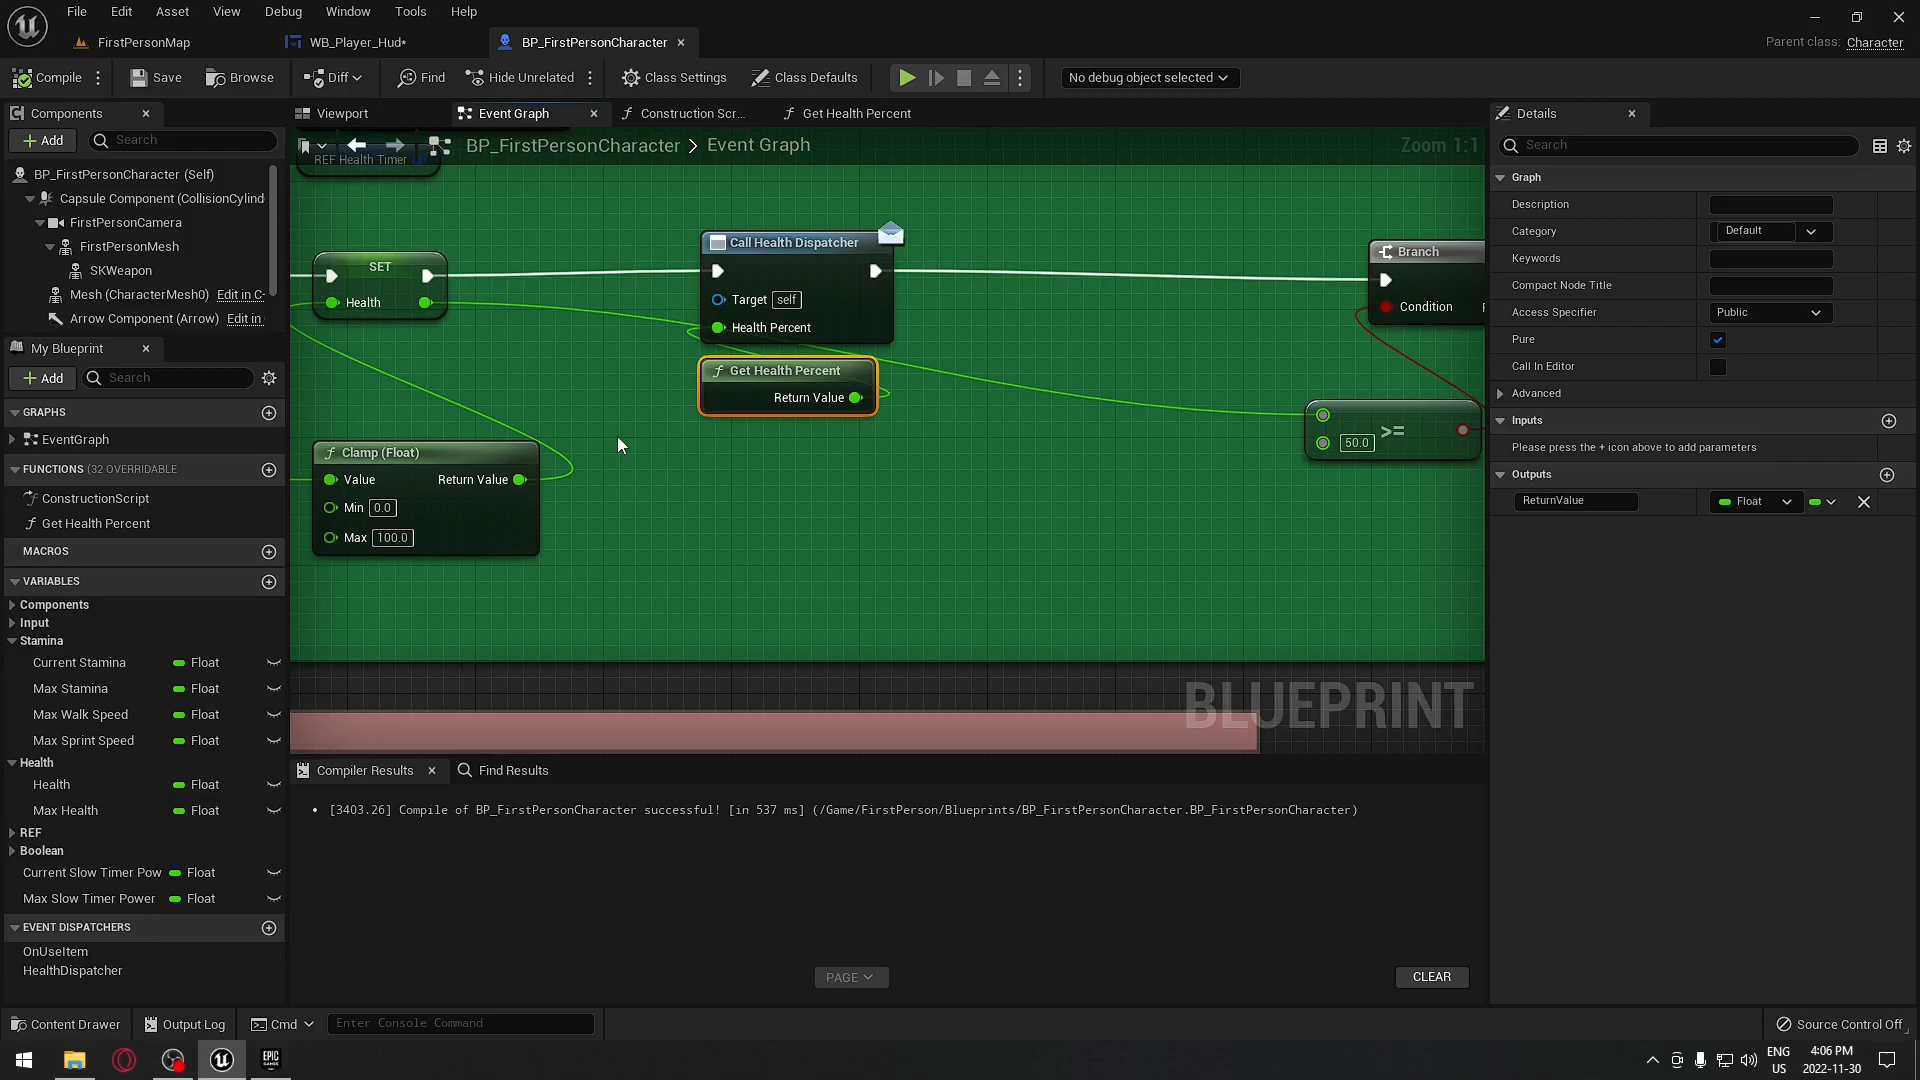 File Edit Asset View Debug Window Tools Help
FirstPersonMap WB_Player_Hud* BP_FirstPersonCharacter
Parent class: Character
Compile Save Browse Diff Find Hide Unrelated Class Settings Class Defaults No debug object selected
Components
Add Search
BP_FirstPersonCharacter (Self)
Capsule Component (CollisionCylind
FirstPersonCamera
FirstPersonMesh
SKWeapon
Mesh (CharacterMesh0) Edit in C-
Arrow Component (Arrow) Edit in
My Blueprint
Add Search
GRAPHS
EventGraph
FUNCTIONS (32 OVERRIDABLE
ConstructionScript
Get Health Percent
MACROS
VARIABLES
Components
Input
Stamina
Current Stamina Float
Max Stamina Float
Max Walk Speed Float
Max Sprint Speed Float
Health
Health Float
Max Health Float
REF
Boolean
Current Slow Timer Pow Float
Max Slow Timer Power Float
EVENT DISPATCHERS
OnUseItem
HealthDispatcher
Viewport Event Graph Construction Scr... Get Health Percent
BP_FirstPersonCharacter > Event Graph
Zoom 1:1
REF Health Timer
SET
Health
Call Health Dispatcher
Target self
Health Percent
Get Health Percent
Return Value
Branch
Condition
50.0 >=
Clamp (Float)
Value Return Value
Min 0.0
Max 100.0
BLUEPRINT
Compiler Results Find Results
• [3403.26] Compile of BP_FirstPersonCharacter successful! [in 537 ms] (/Game/FirstPerson/Blueprints/BP_FirstPersonCharacter.BP_FirstPersonCharacter)
PAGE CLEAR
Details
Search
Graph
Description
Category Default
Keywords
Compact Node Title
Access Specifier Public
Pure
Call In Editor
Advanced
Inputs
Please press the + icon above to add parameters
Outputs
ReturnValue Float
Content Drawer Output Log Cmd Enter Console Command Source Control Off
EPIC GAMES
ENG US
4:06 PM
2022-11-30